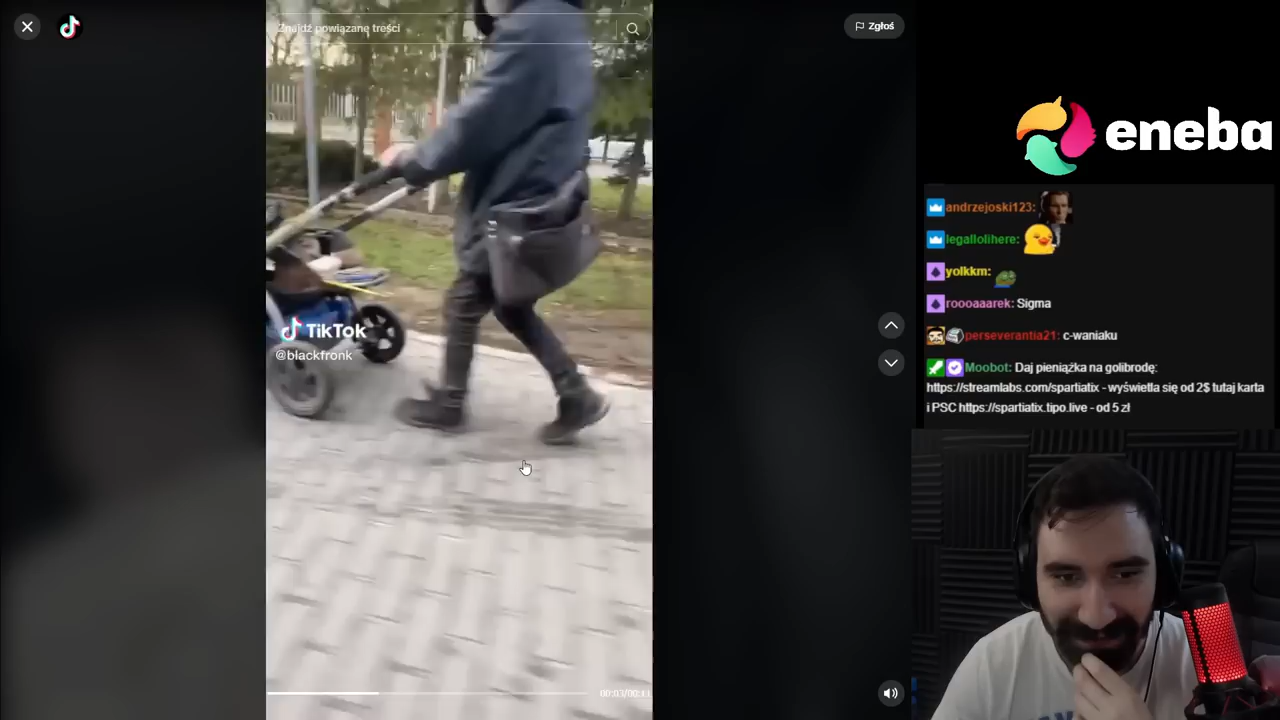 Znajdź powiązane treści
Zgłoś
TikTok
@blackfronk
eneba
andrzejoski123:
legallolihere:
yolkkm:
roooaaarek: Sigma
perseverantia21: c-waniaku
Moobot: Daj pieniążka na golibrodę:
https://streamlabs.com/spartiatix - wyświetla się od 2$ tutaj karta
i PSC https://spartiatix.tipo.live - od 5 zł